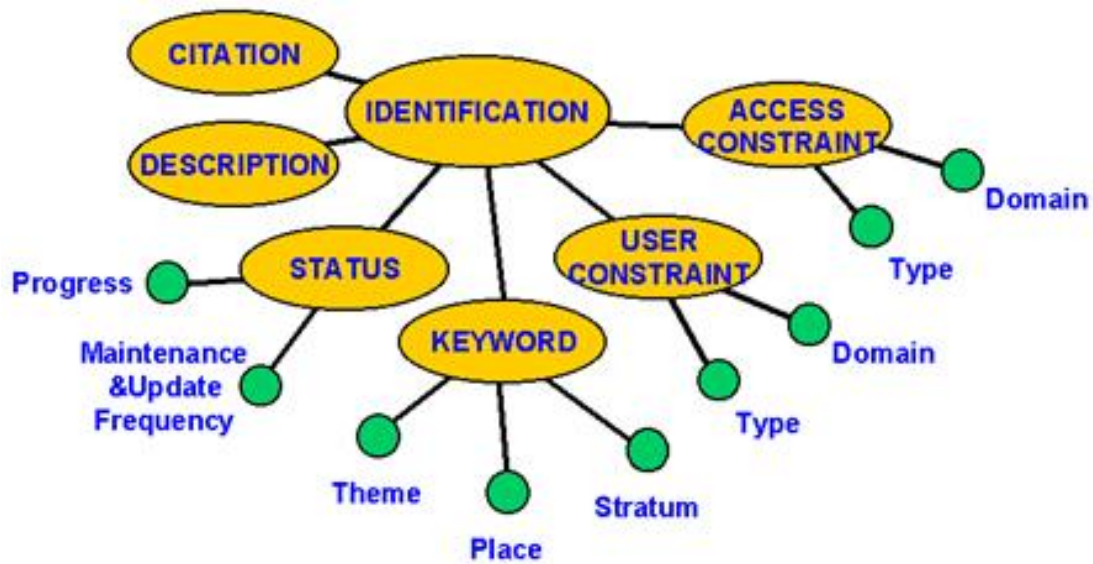 CITATION
IDENTIFICATION
ACCESS
CONSTRAINT
DESCRIPTION
Domain
STATUS
USER
CONSTRAINT
Type
Progress
KEYWORD
Domain
Maintenance
&Update
Frequency
Type
Theme
Stratum
Place